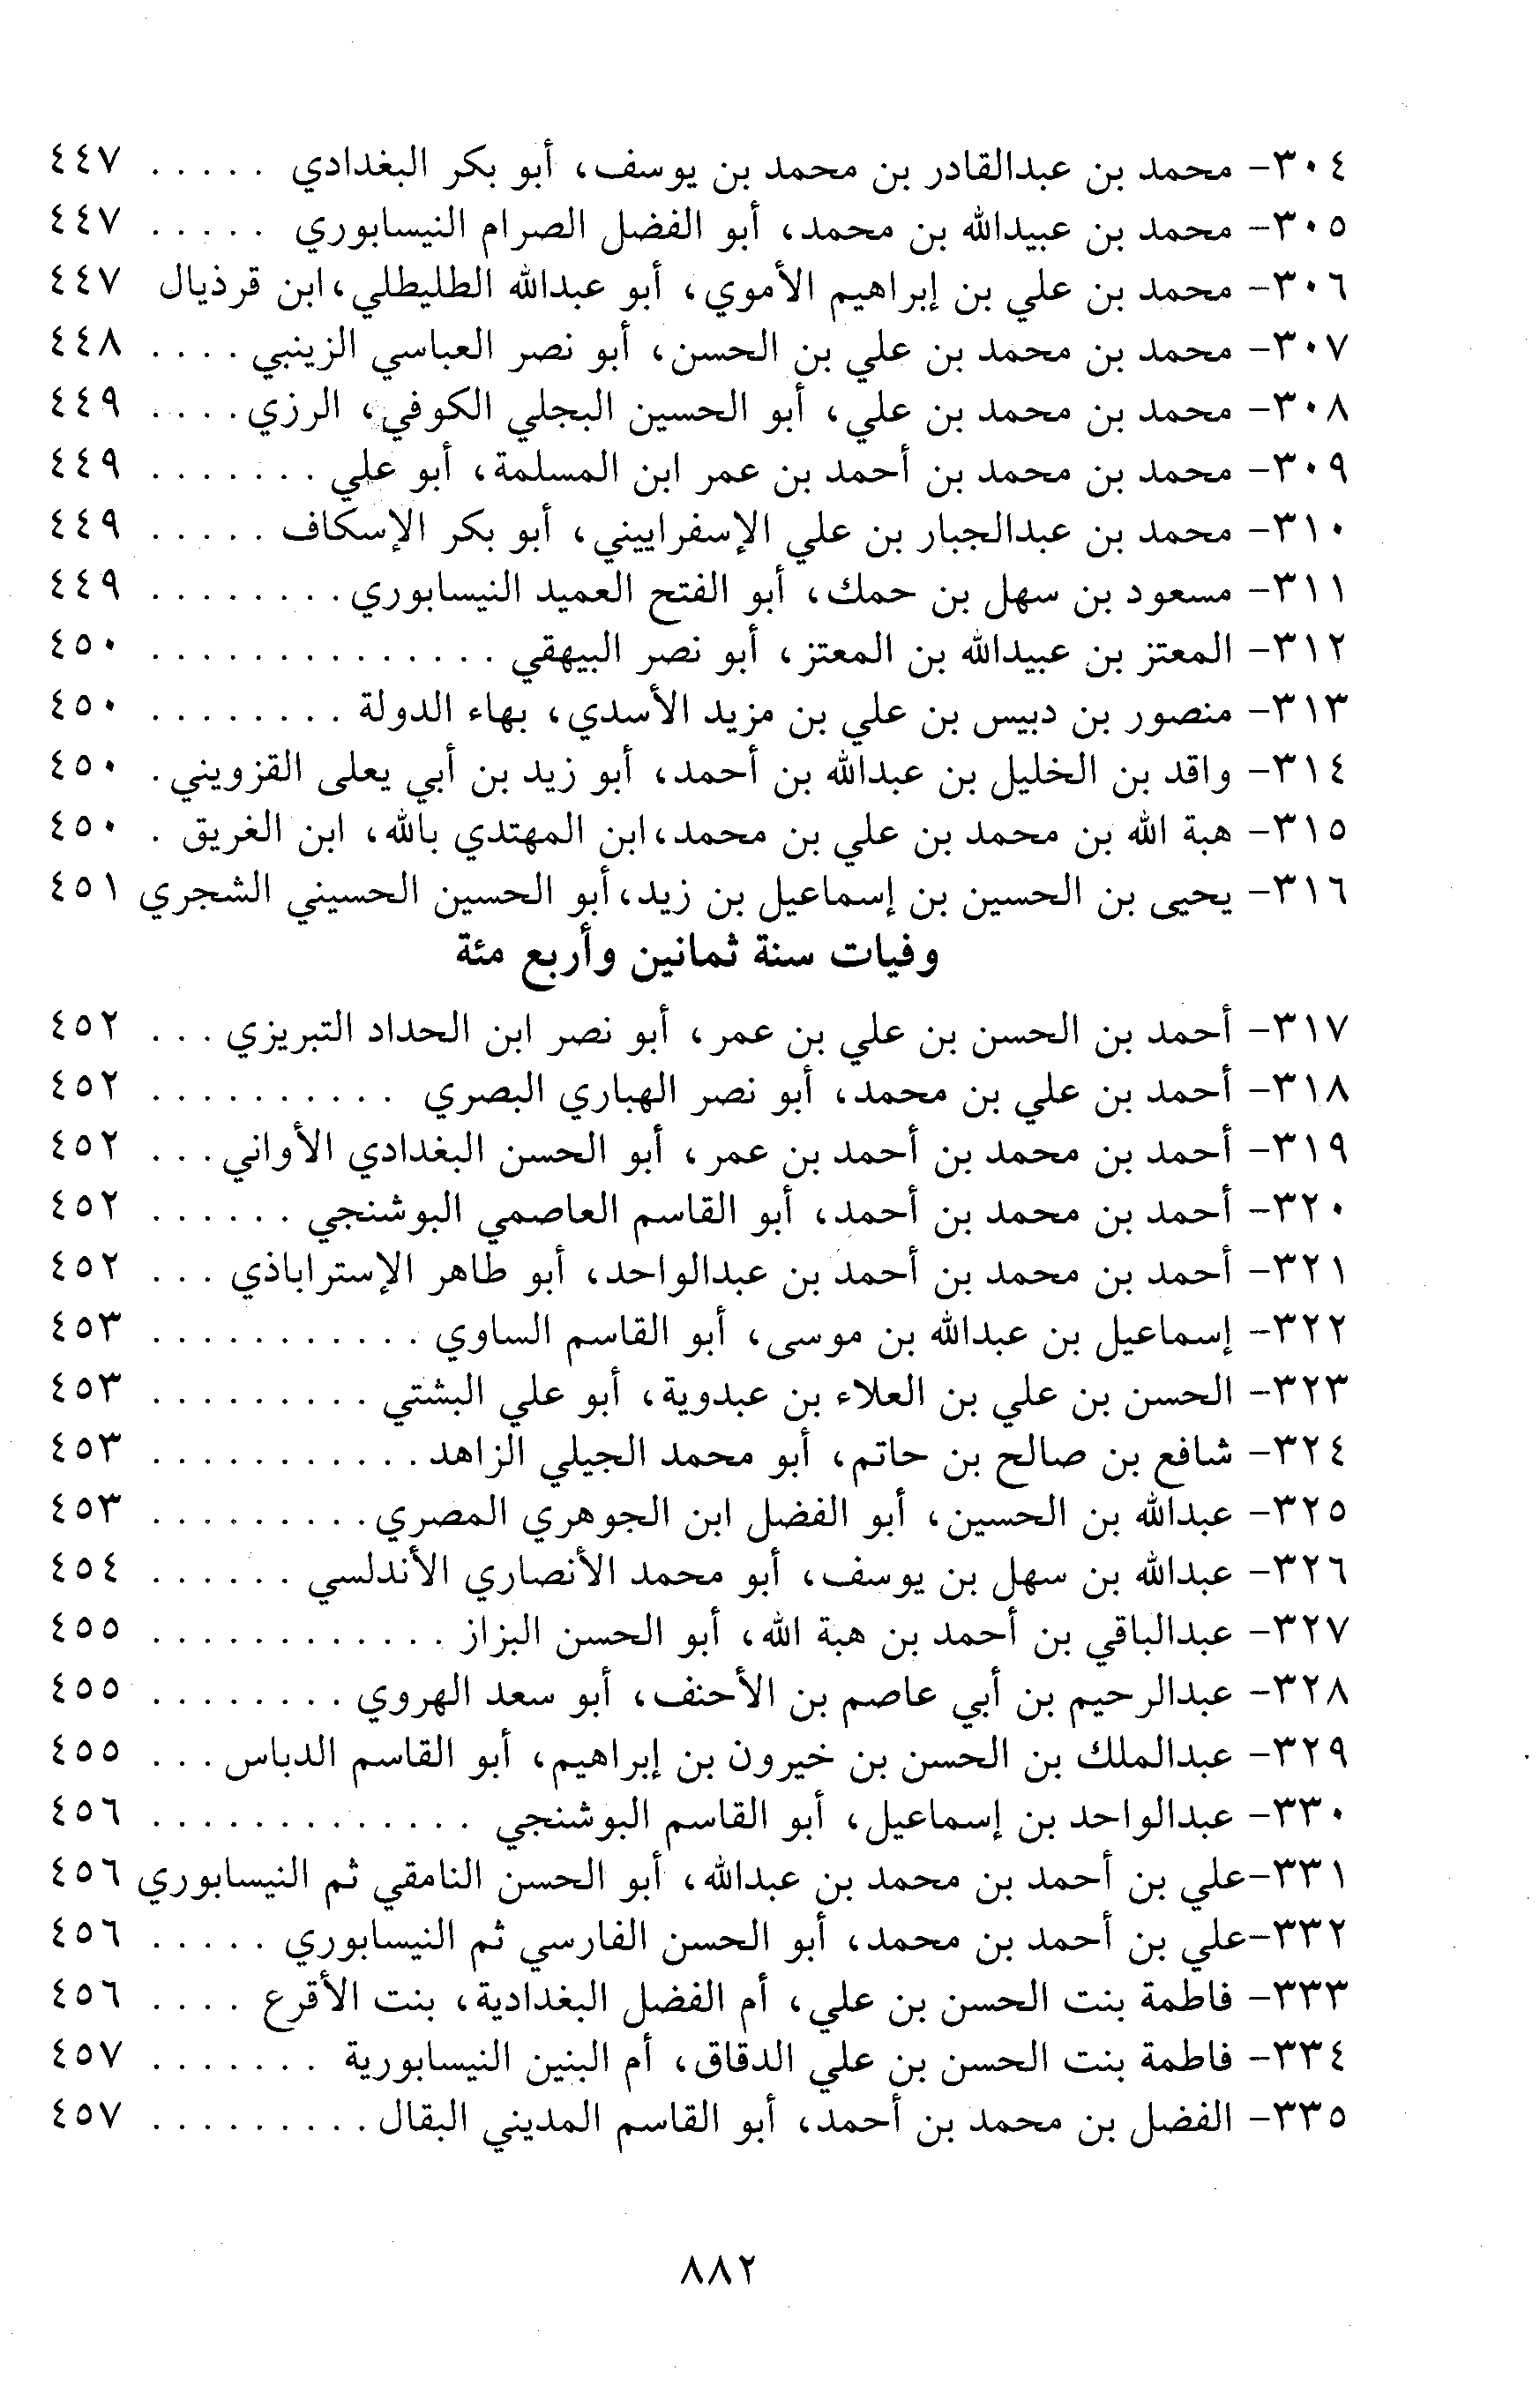 ٣٠٤- محمد بن عبدالقادر بن محمد بن يوسف، أبو بكر البغدادي . . . . . ٤٤٧
٣٠٥- محمد بن عبيدالله بن محمد، أبو الفضل الصرام النيسابوري . . . . . ٤٤٧
٣٠٦- محمد بن علي بن إبراهيم الأموي، أبو عبدالله الطليطلي، ابن قرذيال ٤٤٧
٣٠٧- محمد بن محمد بن علي بن الحسن، أبو نصر العباسي الزينبي . . . . ٤٤٨
٣٠٨- محمد بن محمد بن علي، أبو الحسين البجلي الكوفي، الرزي . . . . ٤٤٩
٣٠٩- محمد بن محمد بن أحمد بن عمر ابن المسلمة، أبو علي . . . . . . . ٤٤٩
٣١٠- محمد بن عبدالجبار بن علي الإسفراييني، أبو بكر الإسكاف . . . . . ٤٤٩
٣١١- مسعود بن سهل بن حمك، أبو الفتح العميد النيسابوري . . . . . . . . ٤٤٩
٣١٢- المعتز بن عبيدالله بن المعتز، أبو نصر البيهقي . . . . . . . . . . . . . . ٤٥٠
٣١٣- منصور بن دبيس بن علي بن مزيد الأسدي، بهاء الدولة . . . . . . . . ٤٥٠
٣١٤- واقد بن الخليل بن عبدالله بن أحمد، أبو زيد بن أبي يعلى القزويني . ٤٥٠
٣١٥- هبة الله بن محمد بن علي بن محمد، ابن المهتدي بالله، ابن الغريق . ٤٥٠
٣١٦- يحيى بن الحسين بن إسماعيل بن زيد، أبو الحسين الحسيني الشجري ٤٥١
وفيات سنة ثمانين وأربع مئة
٣١٧- أحمد بن الحسن بن علي بن عمر، أبو نصر ابن الحداد التبريزي . . . ٤٥٢
٣١٨- أحمد بن علي بن محمد، أبو نصر الهباري البصري . . . . . . . . . . ٤٥٢
٣١٩- أحمد بن محمد بن أحمد بن عمر، أبو الحسن البغدادي الأواني . . . ٤٥٢
٣٢٠- أحمد بن محمد بن أحمد، أبو القاسم العاصمي البوشنجي . . . . . . ٤٥٢
٣٢١- أحمد بن محمد بن أحمد بن عبدالواحد، أبو طاهر الإستراباذي . . . ٤٥٢
٣٢٢- إسماعيل بن عبدالله بن موسى، أبو القاسم الساوي . . . . . . . . . . . ٤٥٣
٣٢٣- الحسن بن علي بن العلاء بن عبدوية، أبو علي البشتي . . . . . . . . . ٤٥٣
٣٢٤- شافع بن صالح بن حاتم، أبو محمد الجيلي الزاهد . . . . . . . . . . . ٤٥٣
٣٢٥- عبدالله بن الحسين، أبو الفضل ابن الجوهري المصري . . . . . . . . . ٤٥٣
٣٢٦- عبدالله بن سهل بن يوسف، أبو محمد الأنصاري الأندلسي . . . . . . ٤٥٤
٣٢٧- عبدالباقي بن أحمد بن هبة الله، أبو الحسن البزاز . . . . . . . . . . . . ٤٥٥
٣٢٨- عبدالرحيم بن أبي عاصم بن الأحنف، أبو سعد الهروي . . . . . . . . ٤٥٥
٣٢٩- عبدالملك بن الحسن بن خيرون بن إبراهيم، أبو القاسم الدباس . . . ٤٥٥
٣٣٠- عبدالواحد بن إسماعيل، أبو القاسم البوشنجي . . . . . . . . . . . . . ٤٥٦
٣٣١-علي بن أحمد بن محمد بن عبدالله، أبو الحسن النامقي ثم النيسابوري ٤٥٦
٣٣٢-علي بن أحمد بن محمد، أبو الحسن الفارسي ثم النيسابوري . . . . . ٤٥٦
٣٣٣- فاطمة بنت الحسن بن علي، أم الفضل البغدادية، بنت الأقرع . . . . ٤٥٦
٣٣٤- فاطمة بنت الحسن بن علي الدقاق، أم البنين النيسابورية . . . . . . . ٤٥٧
٣٣٥- الفضل بن محمد بن أحمد، أبو القاسم المديني البقال . . . . . . . . . ٤٥٧
٨٨٢